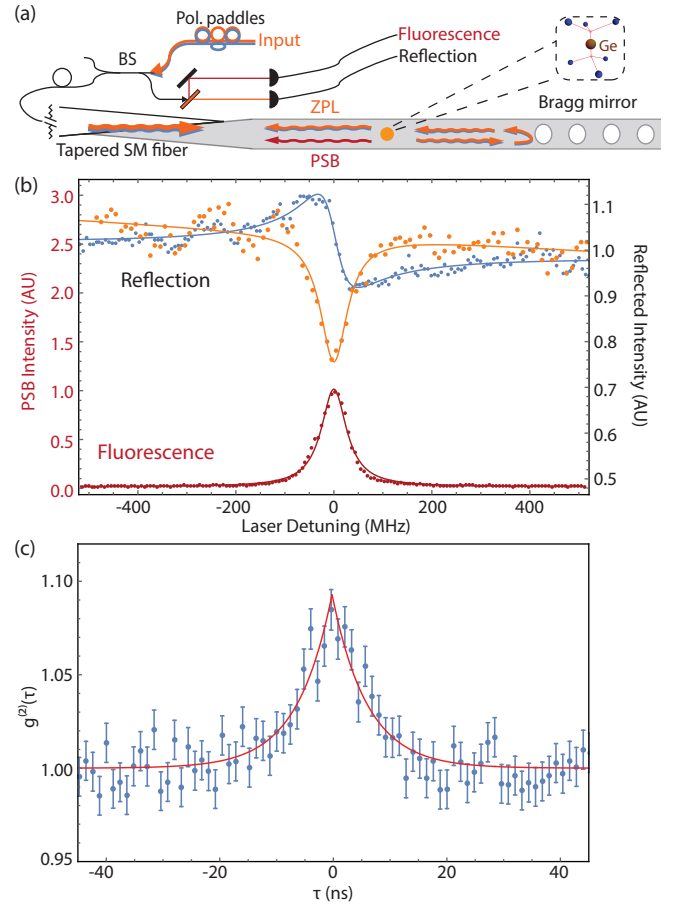 (a)
Pol. paddles
BS
Input
Fluorescence
Reflection
Ge
ZPL
Bragg mirror
Tapered SM fiber
PSB
(b)
3.0
2.5
2.0
1.5
1.0
0.5
0.0
PSB Intensity (AU)
Reflection
Fluorescence
1.1
1.0
0.9
0.8
0.7
0.6
0.5
Reflected Intensity (AU)
-400 -200 0 200 400
Laser Detuning (MHz)
(c)
1.10
1.05
1.00
0.95
g(2)(τ)
-40 -20 0 20 40
τ (ns)